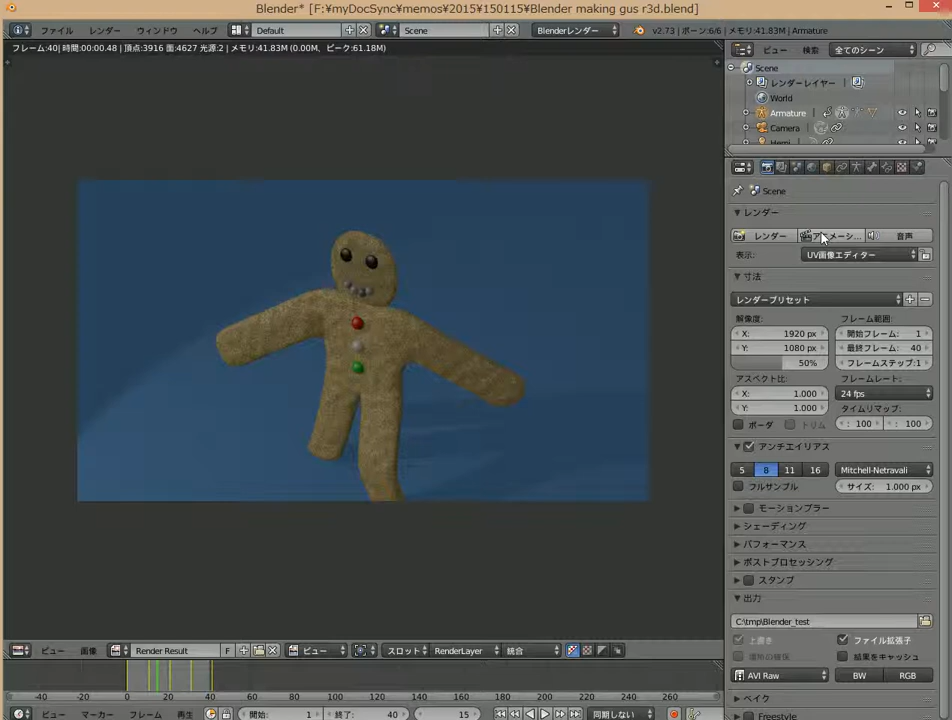 Blender* [F:¥myDocSync¥memos¥2015¥150115¥Blender making gus r3d.blend]
ファイル レンダー ウィンドウ ヘルプ Default Scene Blenderレンダー v2.73 | ボーン:6/6 | メモリ:41.83M | Armature
フレーム:40| 時間:00:00.48| 頂点:3916 面:4627 光源:2 | メモリ:41.83M (0.00M, ピーク:61.18M)
ビュー 検索 全てのシーン
Scene
レンダーレイヤー
World
Armature
Camera
Hemi
Scene
レンダー
レンダー 音声
表示: UV画像エディター
寸法
レンダープリセット
解像度: フレーム範囲:
X: 1920 px 開始フレーム: 1
Y: 1080 px 最終フレーム: 40
50% フレームステップ:1
アスペクト比: フレームレート:
X: 1.000 24 fps
Y: 1.000 タイムリマップ:
ボーダ トリム : 100 : 100
アンチエイリアス
5 8 11 16 Mitchell-Netravali
フルサンプル サイズ: 1.000 px
モーションブラー
シェーディング
パフォーマンス
ポストプロセッシング
スタンプ
出力
C:\tmp\Blender_test
上書き ファイル拡張子
結果をキャッシュ
AVI Raw BW RGB
ベイク
Freestyle
ビュー 画像 Render Result F ビュー スロット RenderLayer 統合
-40 -20 0 20 40 60 80 100 120 140 160 180 200 220 240 260
ビュー マーカー フレーム 再生 開始: 1 終了: 40 15 同期しない